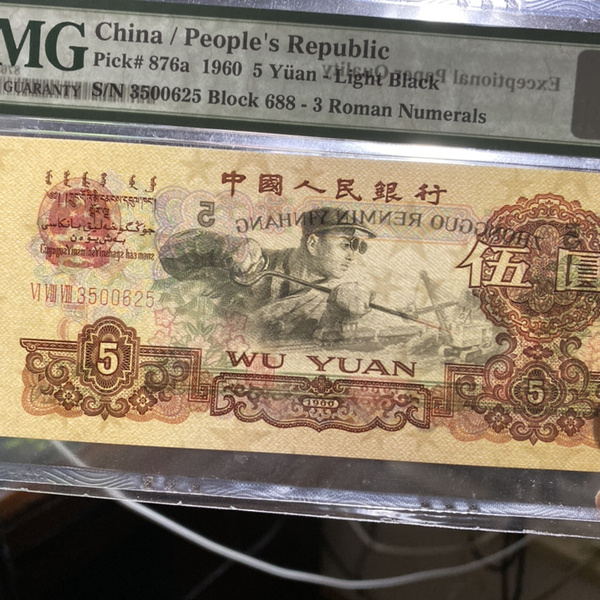 MG
China / People's Republic
Pick# 876a 1960 5 Yüan - Light Black
GUARANTY S/N 3500625 Block 688 - 3 Roman Numerals
Exceptional Paper Quality
中國人民銀行
ZHONGGUO RENMIN YINHANG
5
伍圓
VI VIII VIII 3500625
5
WU YUAN
1960
5